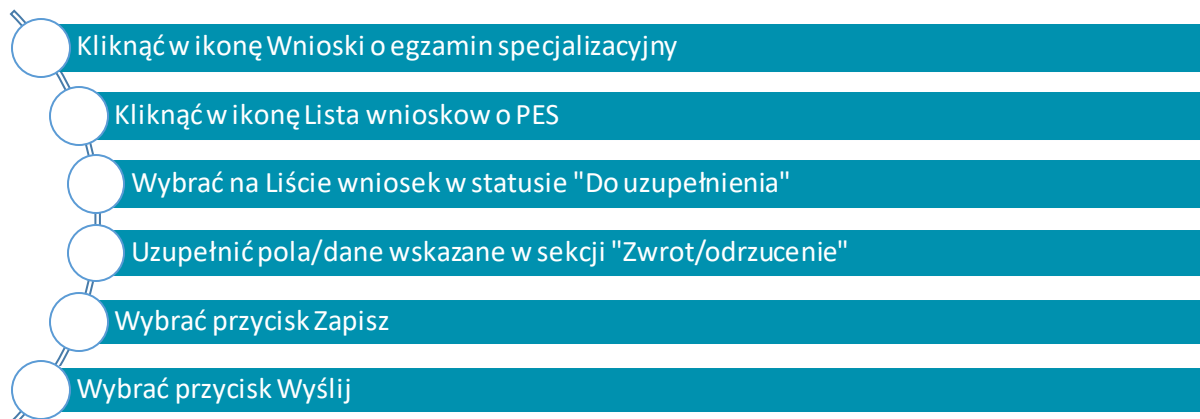 Kliknąć w ikonę Wnioski o egzamin specjalizacyjny
Kliknąć w ikonę Lista wnioskow o PES
Wybrać na Liście wniosek w statusie "Do uzupełnienia"
Uzupełnić pola/dane wskazane w sekcji "Zwrot/odrzucenie"
Wybrać przycisk Zapisz
Wybrać przycisk Wyślij